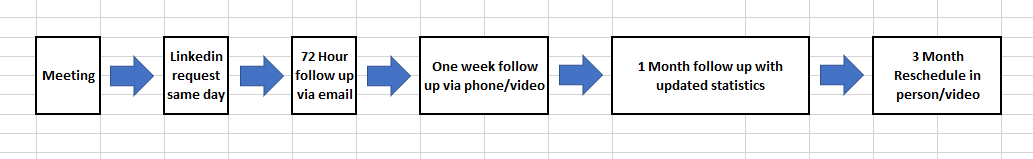 Meeting
Linkedin
request
same day
72 Hour
follow up
via email
One week follow
up via phone/video
1 Month follow up with
updated statistics
3 Month
Reschedule in
person/video